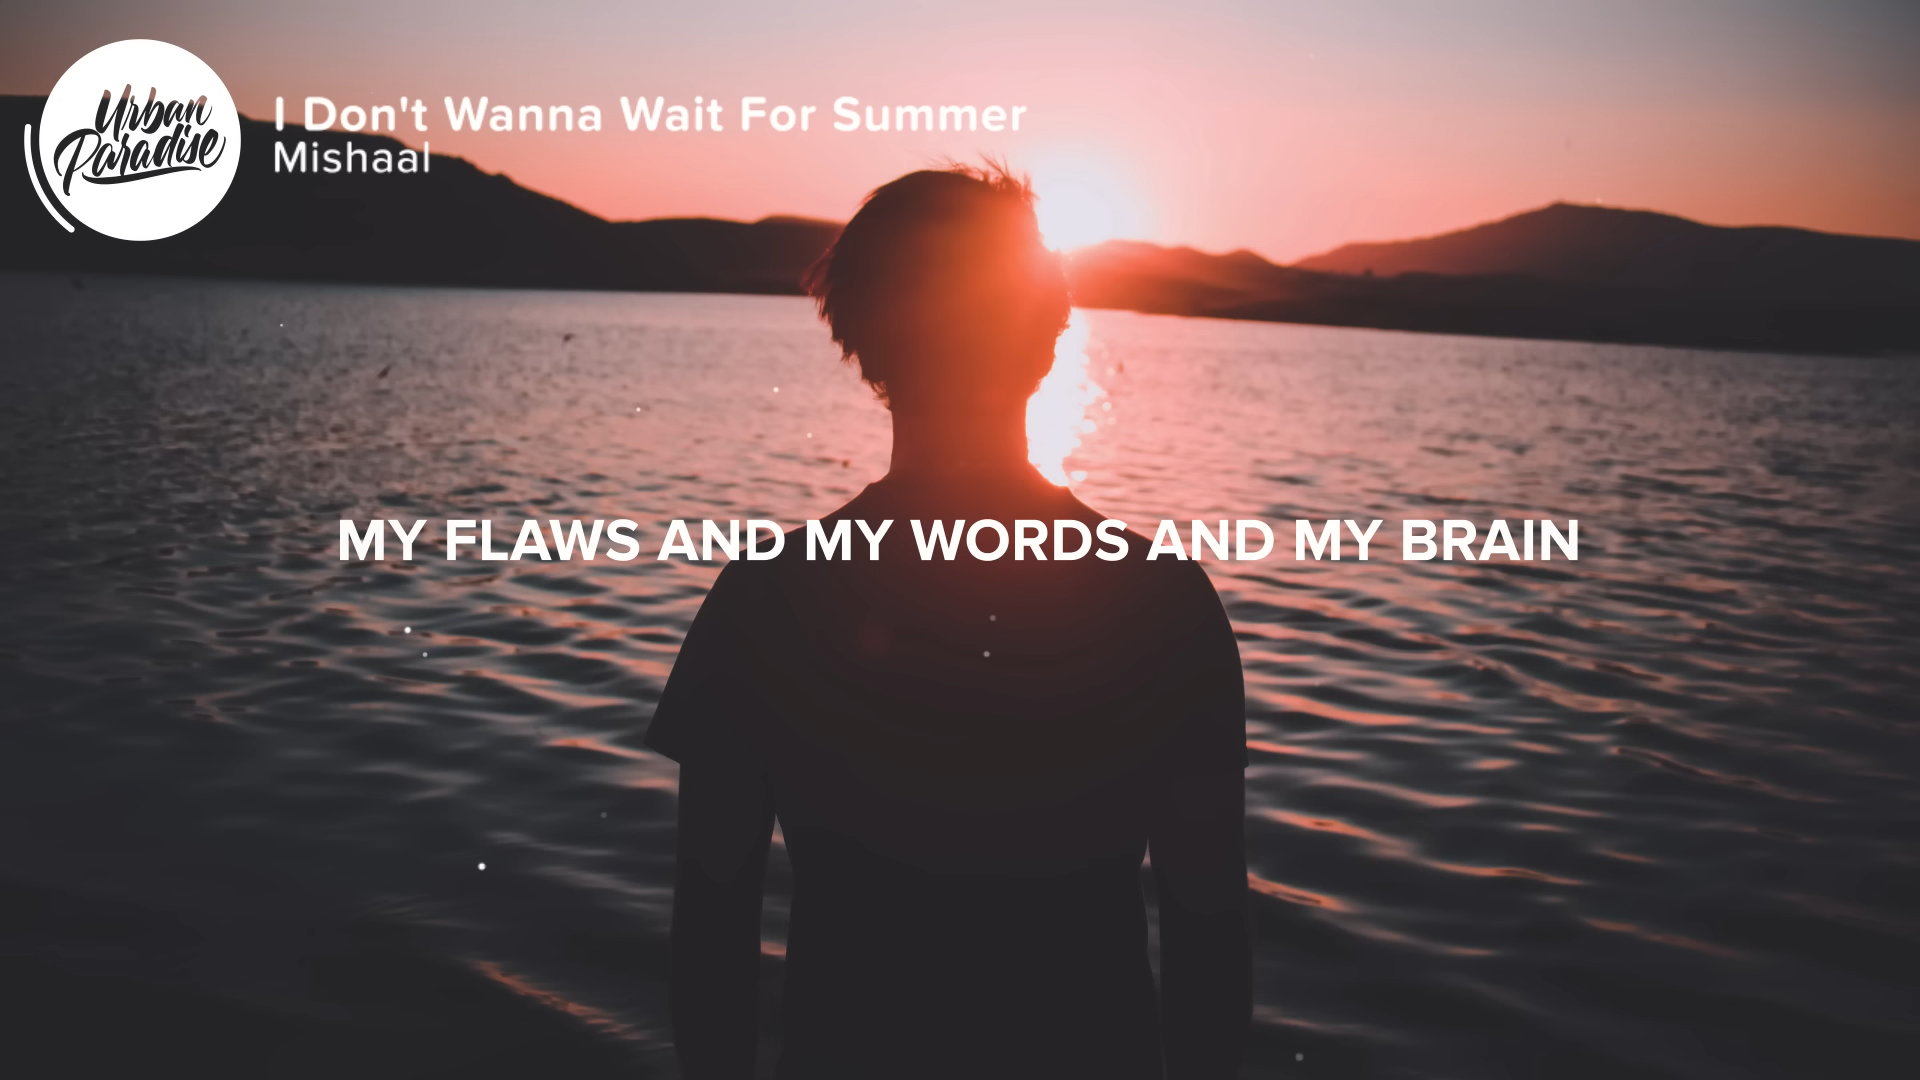 Urban
Paradise
I Don't Wanna Wait For Summer
Mishaal
MY FLAWS AND MY WORDS AND MY BRAIN